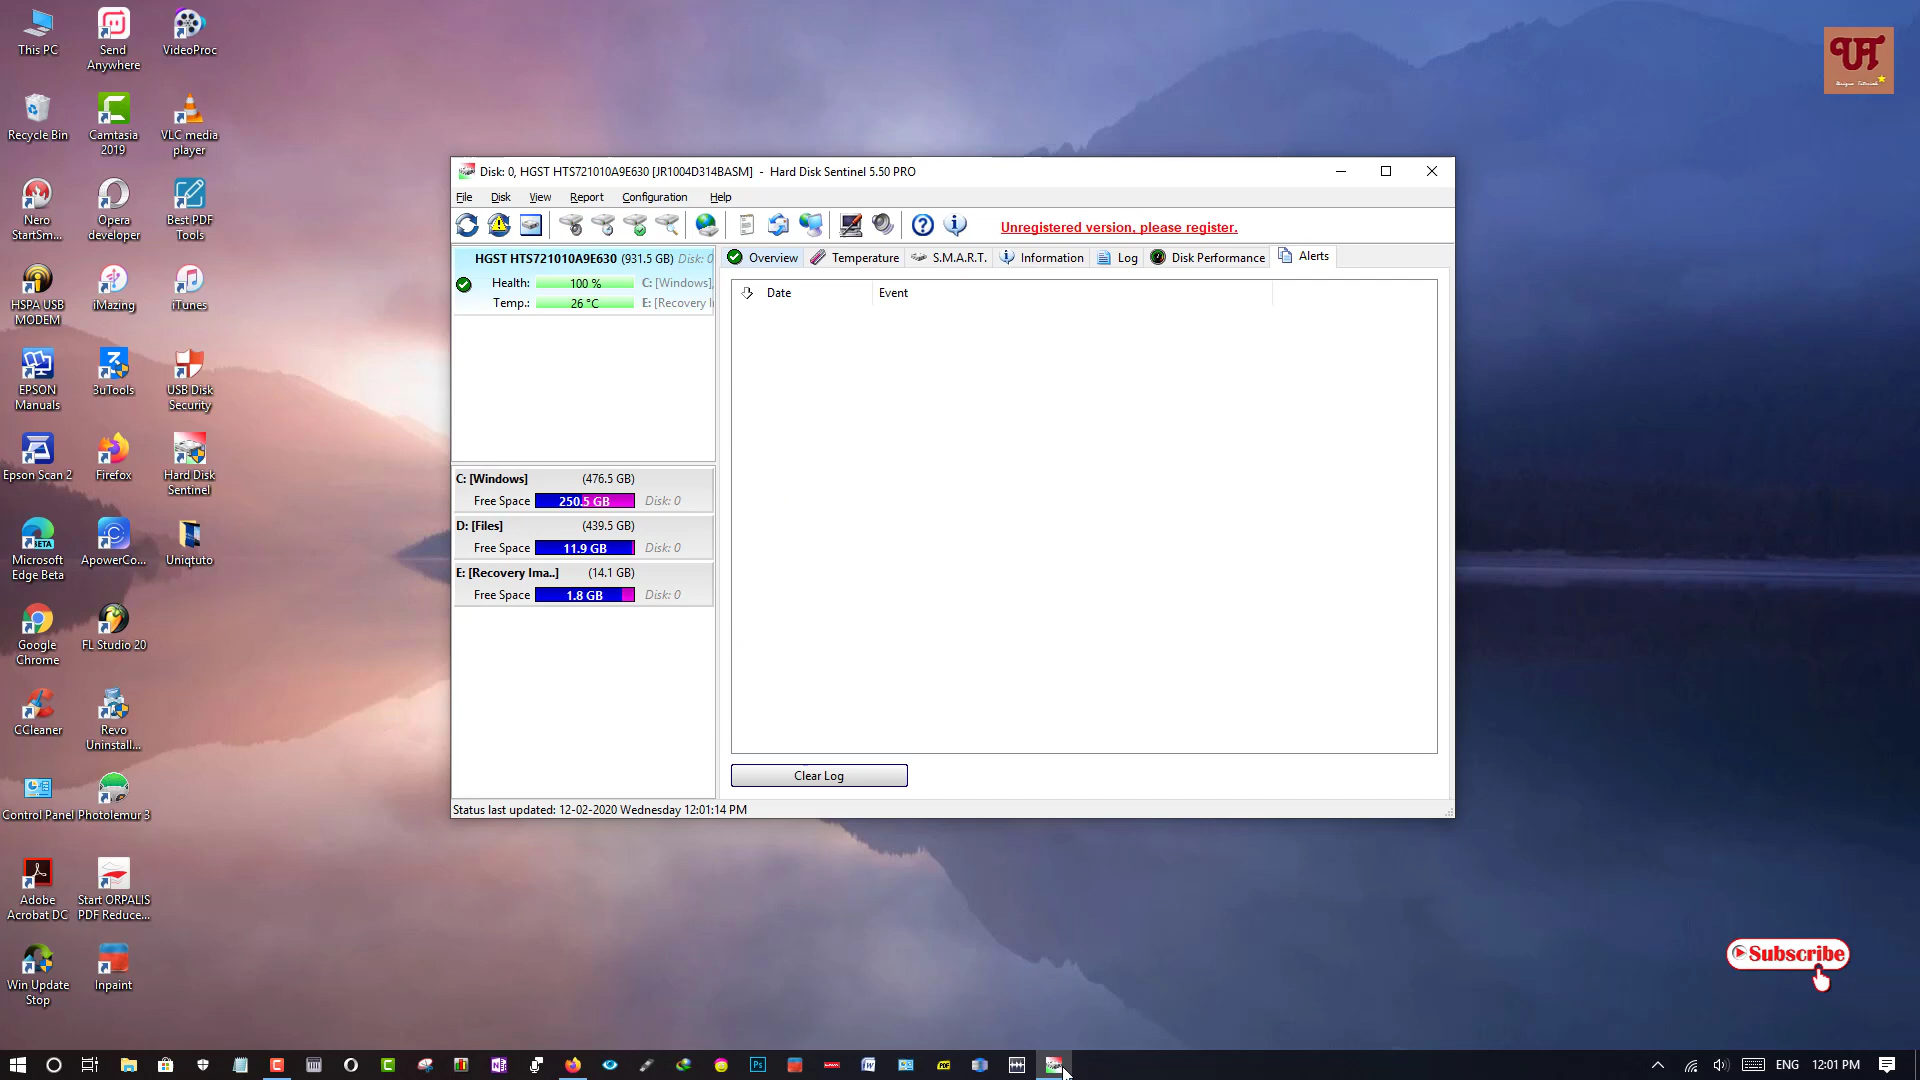 This PC
Send
Anywhere
VideoProc
Recycle Bin
Camtasia
2019
VLC media
player
Nero
StartSm...
Opera
developer
Best PDF
Tools
HSPA USB
MODEM
iMazing
iTunes
EPSON
Manuals
3uTools
USB Disk
Security
Epson Scan 2
Firefox
Hard Disk
Sentinel
Microsoft
Edge Beta
ApowerCo...
Uniqtuto
Google
Chrome
FL Studio 20
CCleaner
Revo
Uninstall...
Control Panel
Photolemur 3
Adobe
Acrobat DC
Start ORPALIS
PDF Reduce...
Win Update
Stop
Inpaint
Disk: 0, HGST HTS721010A9E630 [JR1004D314BASM] - Hard Disk Sentinel 5.50 PRO
File Disk View Report Configuration Help
Unregistered version, please register.
HGST HTS721010A9E630 (931.5 GB) Disk: 0
Health: 100 % C: [Windows],
Temp.: 26 °C E: [Recovery I
C: [Windows] (476.5 GB)
Free Space 250.5 GB Disk: 0
D: [Files] (439.5 GB)
Free Space 11.9 GB Disk: 0
E: [Recovery Ima..] (14.1 GB)
Free Space 1.8 GB Disk: 0
Overview Temperature S.M.A.R.T. Information Log Disk Performance Alerts
Date Event
Clear Log
Status last updated: 12-02-2020 Wednesday 12:01:14 PM
Unique Tutorial
Subscribe
ENG 12:01 PM